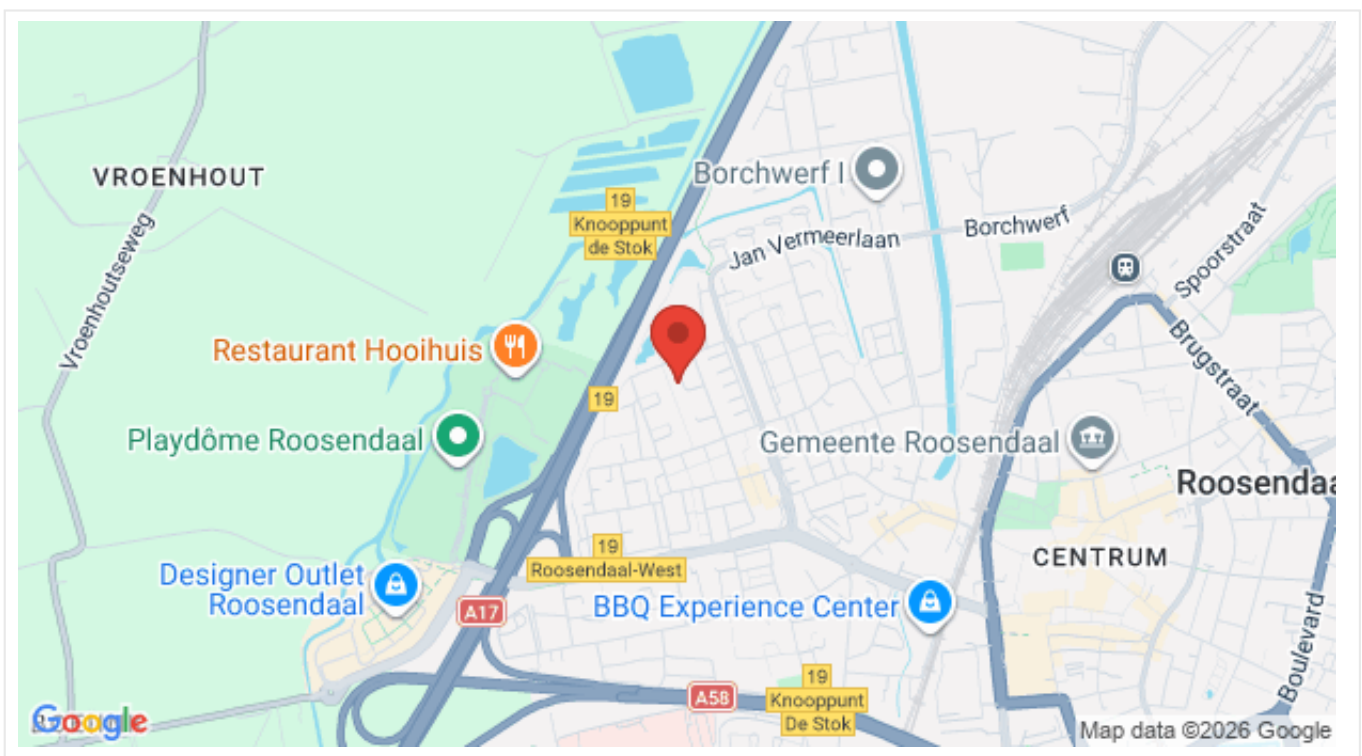 VROENHOUT
Vroenhoutseweg
19
Knooppunt
de Stok
Borchwerf I
Jan Vermeerlaan
Borchwerf
Spoorstraat
Brugstraat
Restaurant Hooihuis
19
Playdôme Roosendaal
Gemeente Roosendaal
Roosendaa
CENTRUM
19
Roosendaal-West
Designer Outlet
Roosendaal
BBQ Experience Center
A17
Boulevard
A58
19
Knooppunt
De Stok
Google
Map data ©2026 Google